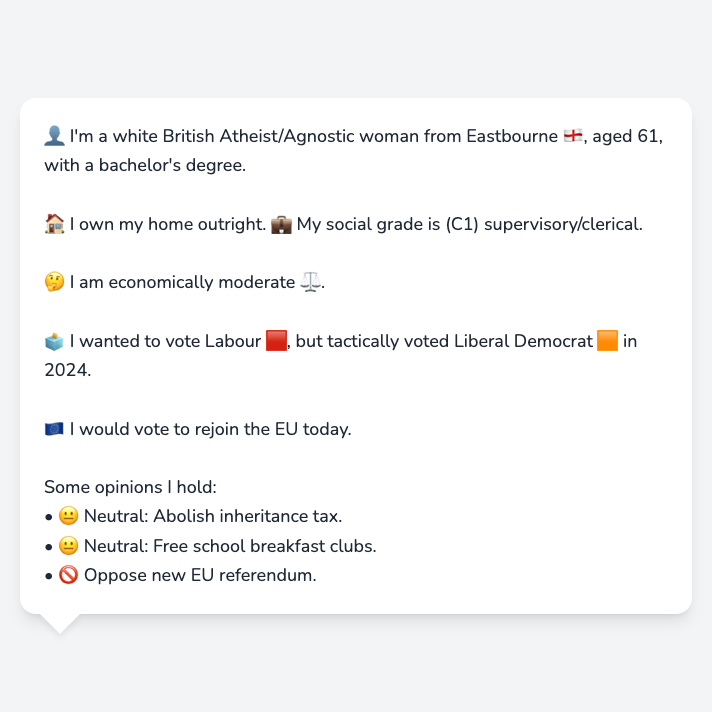 👤 I'm a white British Atheist/Agnostic woman from Eastbourne 🏴󠁧󠁢󠁥󠁮󠁧󠁿, aged 61,
with a bachelor's degree.
🏠 I own my home outright. 💼 My social grade is (C1) supervisory/clerical.
🤔 I am economically moderate ⚖️.
🗳️ I wanted to vote Labour 🟥, but tactically voted Liberal Democrat 🟧 in
2024.
🇪🇺 I would vote to rejoin the EU today.
Some opinions I hold:
• 😐 Neutral: Abolish inheritance tax.
• 😐 Neutral: Free school breakfast clubs.
• 🚫 Oppose new EU referendum.